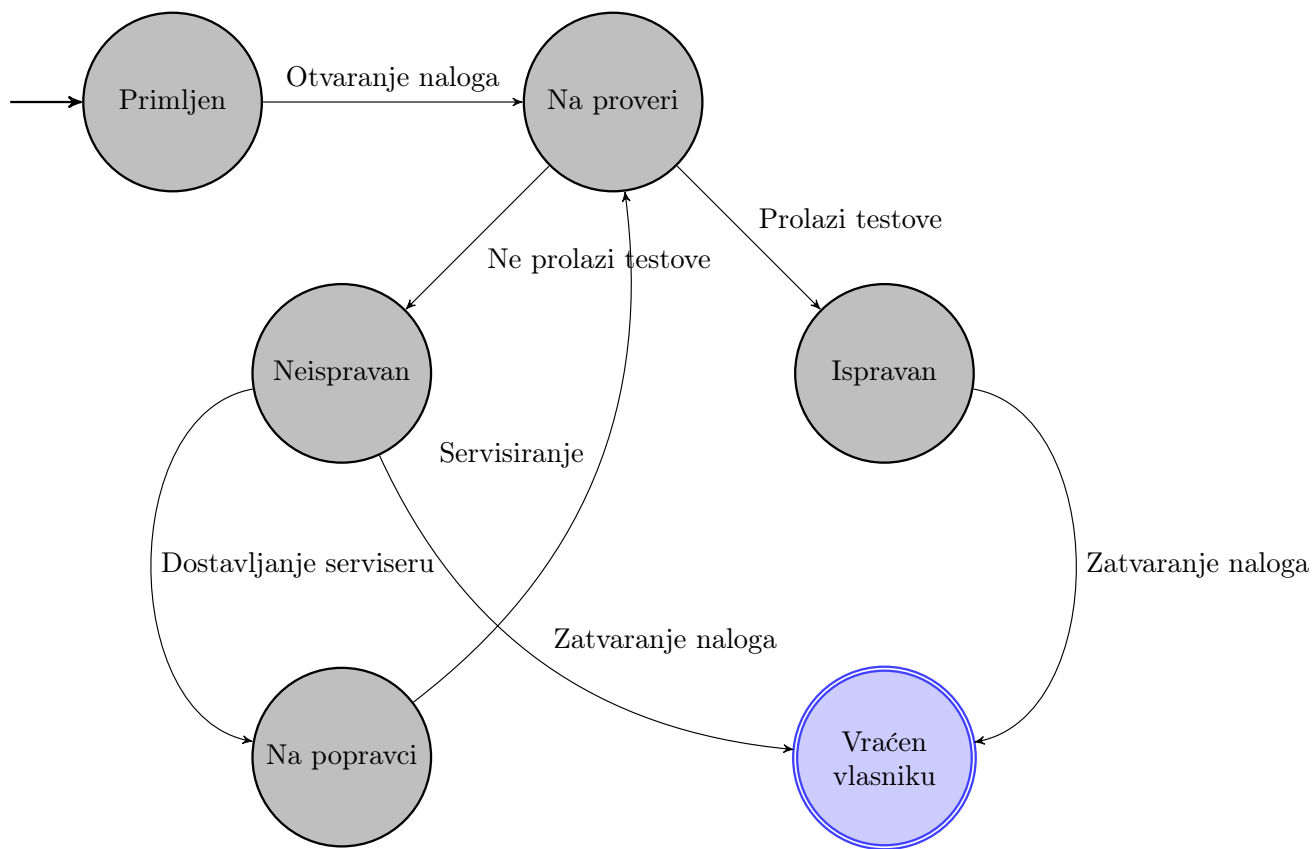 Otvaranje naloga
Primljen
Na proveri
Prolazi testove
Ne prolazi testove
Neispravan
Ispravan
Servisiranje
Dostavljanje serviseru
Zatvaranje naloga
Zatvaranje naloga
Na popravci
Vraćen
vlasniku